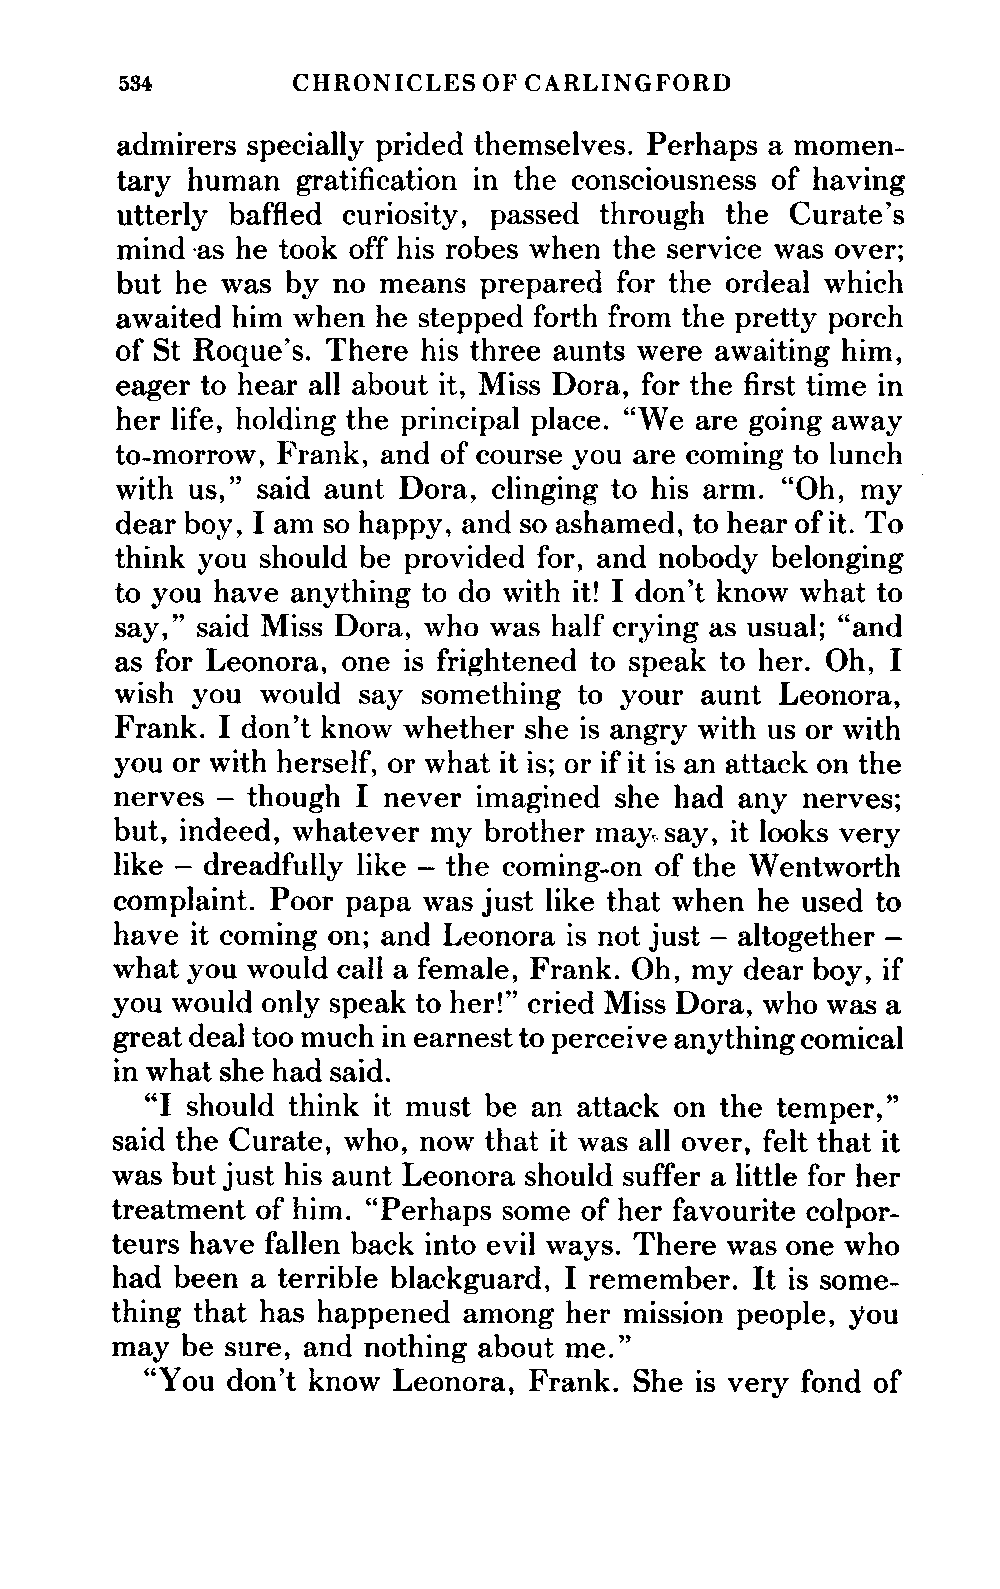 534 CHRONICLES OF CARLINGFORD
admirers specially prided themselves. Perhaps a momen-
tary human gratification in the consciousness of having
utterly baffled curiosity, passed through the Curate's
mind as he took off his robes when the service was over;
but he was by no means prepared for the ordeal which
awaited him when he stepped forth from the pretty porch
of St Roque's. There his three aunts were awaiting him,
eager to hear all about it, Miss Dora, for the first time in
her life, holding the principal place. “We are going away
to-morrow, Frank, and of course you are coming to lunch
with us,” said aunt Dora, clinging to his arm. “Oh, my
dear boy, I am so happy, and so ashamed, to hear of it. To
think you should be provided for, and nobody belonging
to you have anything to do with it! I don't know what to
say,” said Miss Dora, who was half crying as usual; “and
as for Leonora, one is frightened to speak to her. Oh, I
wish you would say something to your aunt Leonora,
Frank. I don't know whether she is angry with us or with
you or with herself, or what it is; or if it is an attack on the
nerves – though I never imagined she had any nerves;
but, indeed, whatever my brother may say, it looks very
like – dreadfully like – the coming-on of the Wentworth
complaint. Poor papa was just like that when he used to
have it coming on; and Leonora is not just – altogether –
what you would call a female, Frank. Oh, my dear boy, if
you would only speak to her!” cried Miss Dora, who was a
great deal too much in earnest to perceive anything comical
in what she had said.
“I should think it must be an attack on the temper,”
said the Curate, who, now that it was all over, felt that it
was but just his aunt Leonora should suffer a little for her
treatment of him. “Perhaps some of her favourite colpor-
teurs have fallen back into evil ways. There was one who
had been a terrible blackguard, I remember. It is some-
thing that has happened among her mission people, you
may be sure, and nothing about me.”
“You don't know Leonora, Frank. She is very fond of